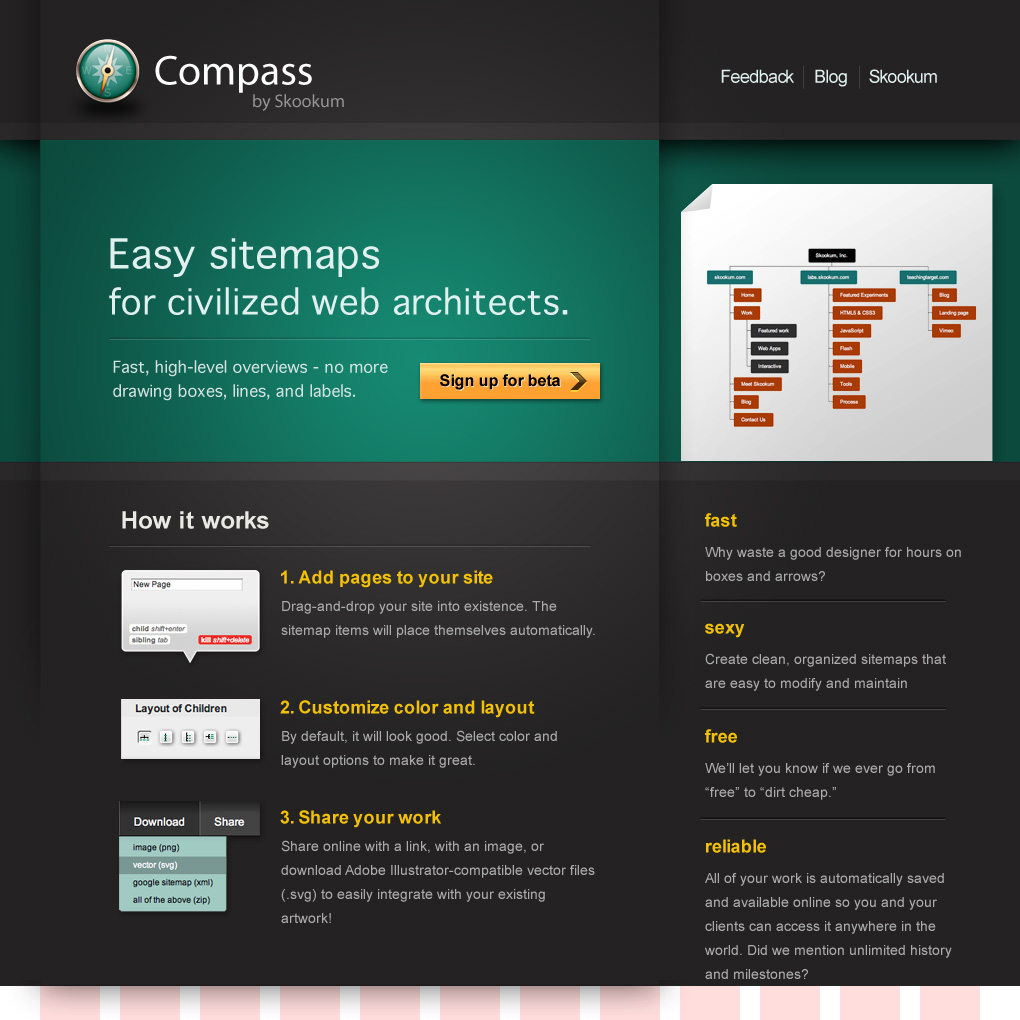 Compass
by Skookum
Feedback
Blog
Skookum
Easy sitemaps
for civilized web architects.
Fast, high-level overviews - no more
drawing boxes, lines, and labels.
Sign up for beta
Skookum, Inc.
skookum.com
labs.skookum.com
teachingtarget.com
Home
Work
Featured work
Web Apps
Interactive
Meet Skookum
Blog
Contact Us
Featured Experiments
HTML5 & CSS3
JavaScript
Flash
Mobile
Tools
Process
Blog
Landing page
Vimeo
How it works
New Page
child shift+enter
sibling tab
kill shift+delete
1. Add pages to your site
Drag-and-drop your site into existence. The
sitemap items will place themselves automatically.
Layout of Children
2. Customize color and layout
By default, it will look good. Select color and
layout options to make it great.
Download
Share
image (png)
vector (svg)
google sitemap (xml)
all of the above (zip)
3. Share your work
Share online with a link, with an image, or
download Adobe Illustrator-compatible vector files
(.svg) to easily integrate with your existing
artwork!
fast
Why waste a good designer for hours on
boxes and arrows?
sexy
Create clean, organized sitemaps that
are easy to modify and maintain
free
We’ll let you know if we ever go from
“free” to “dirt cheap.”
reliable
All of your work is automatically saved
and available online so you and your
clients can access it anywhere in the
world. Did we mention unlimited history
and milestones?